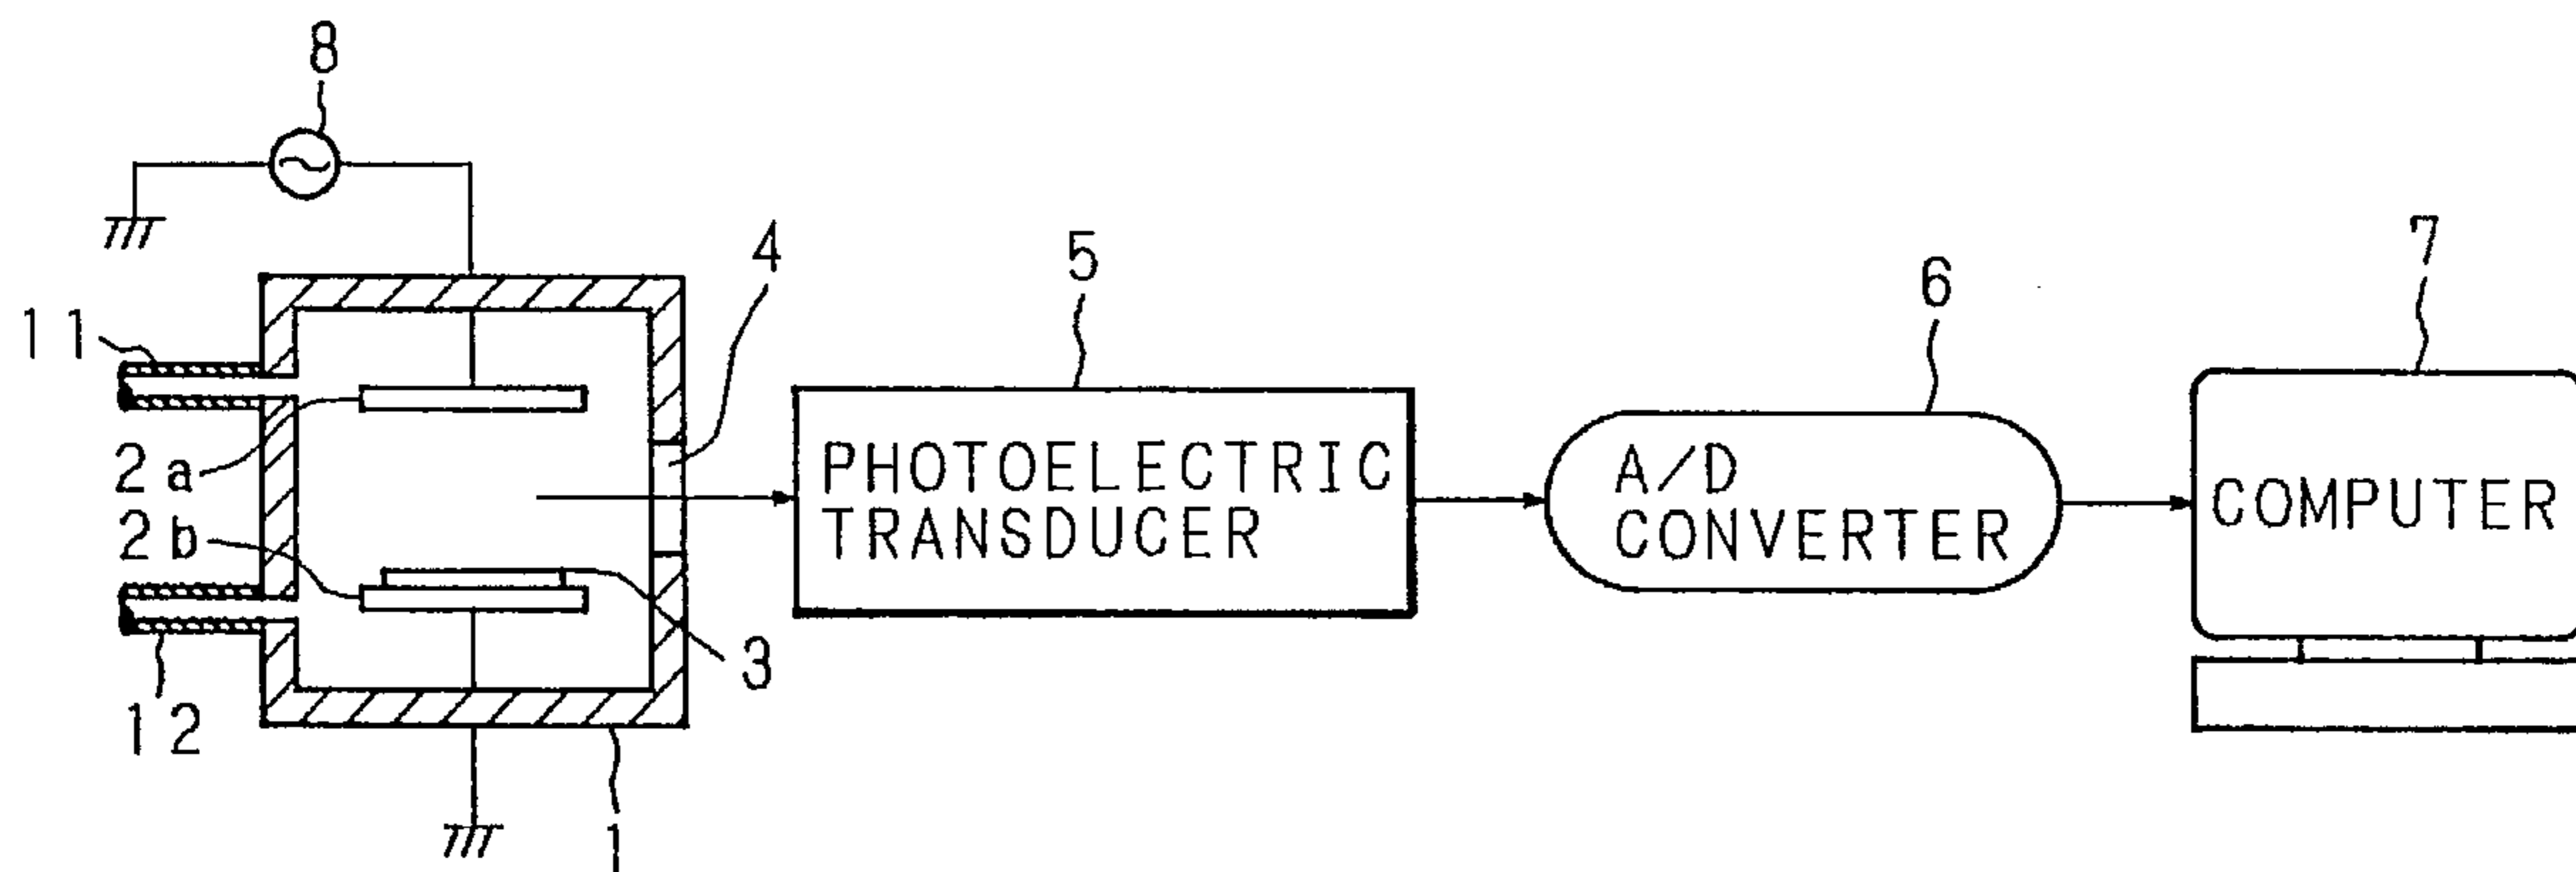 8
4
5
6
7
11
2a
PHOTOELECTRIC
TRANSDUCER
A/D
CONVERTER
COMPUTER
2b
3
12
1